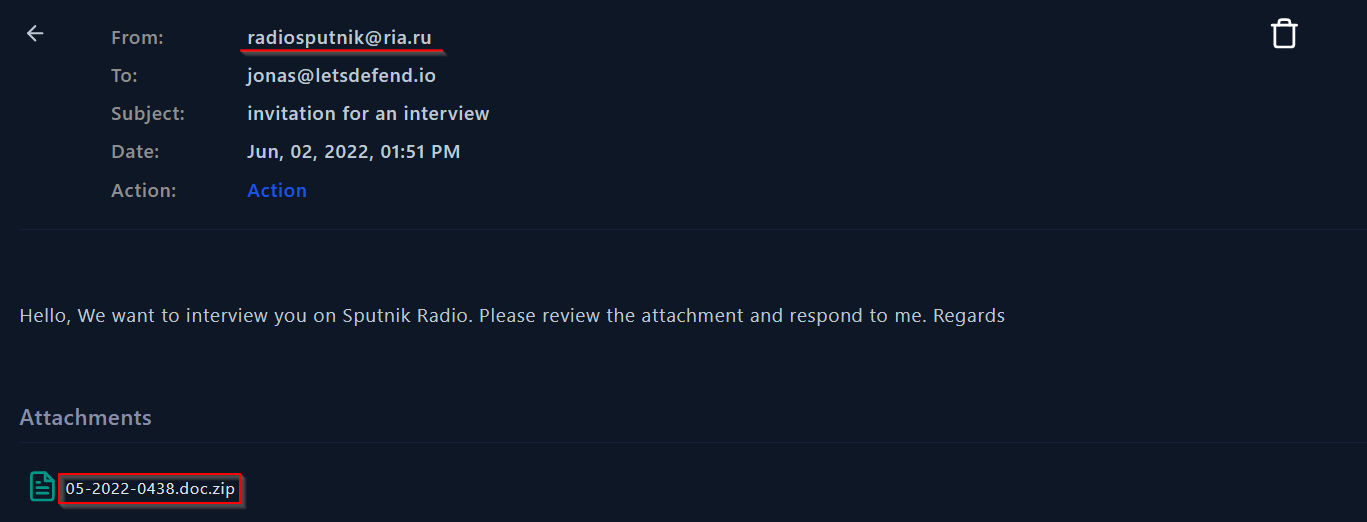 From: radiosputnik@ria.ru
To: jonas@letsdefend.io
Subject: invitation for an interview
Date: Jun, 02, 2022, 01:51 PM
Action: Action
Hello, We want to interview you on Sputnik Radio. Please review the attachment and respond to me. Regards
Attachments
05-2022-0438.doc.zip